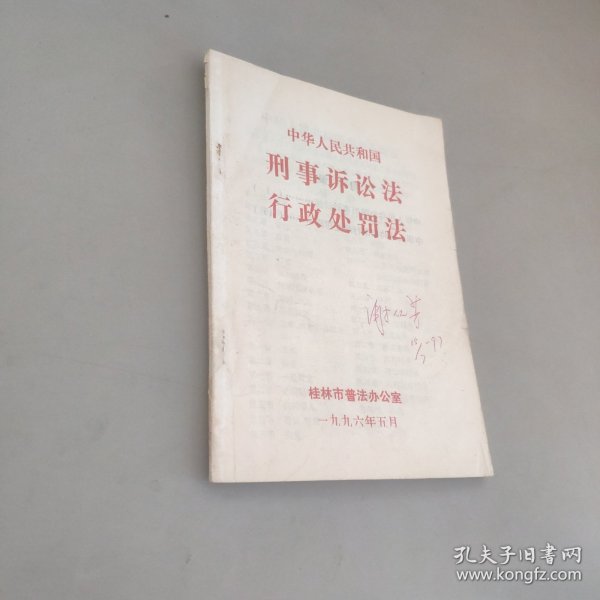 中华人民共和国
刑事诉讼法
行政处罚法
桂林市普法办公室
一九九六年五月
孔夫子旧书网
www.kongfz.com